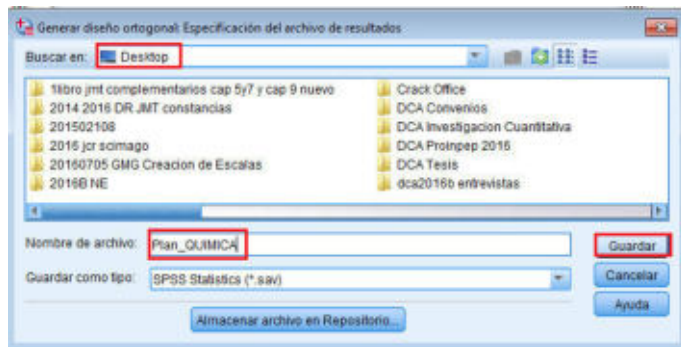 Generar diseño ortogonal: Especificación del archivo de resultados
Buscar en: Desktop
1libro jmt complementarios cap 5y7 y cap 9 nuevo
2014 2016 DR JMT constancias
201502108
2016 jcr scimago
20160705 GMG Creacion de Escalas
2016B NE
Crack Office
DCA Convenios
DCA Investigacion Cuantitativa
DCA Proinpep 2016
DCA Tesis
dca2016b entrevistas
Nombre de archivo: Plan_QUIMICA
Guardar
Guardar como tipo: SPSS Statistics (*.sav)
Cancelar
Ayuda
Almacenar archivo en Repositorio...